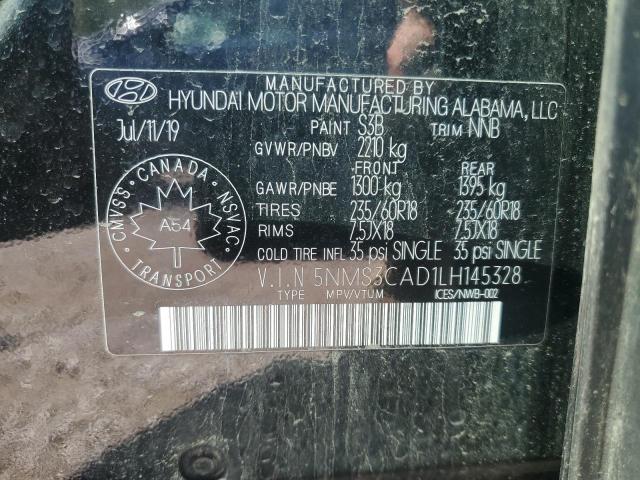 MANUFACTURED BY
HYUNDAI MOTOR MANUFACTURING ALABAMA, LLC
Jul/11/19 PAINT S3B TRIM NNB
GVWR/PNBV 2210 kg
FRONT REAR
GAWR/PNBE 1300 kg 1395 kg
TIRES 235/60R18 235/60R18
RIMS 7.5JX18 7.5JX18
COLD TIRE INFL 35 psi SINGLE 35 psi SINGLE
V.I.N 5NMS3CAD1LH145328
TYPE MPV/VTUM ICES/NWB-002
CMVSS CANADA NSVAC
A54
TRANSPORT